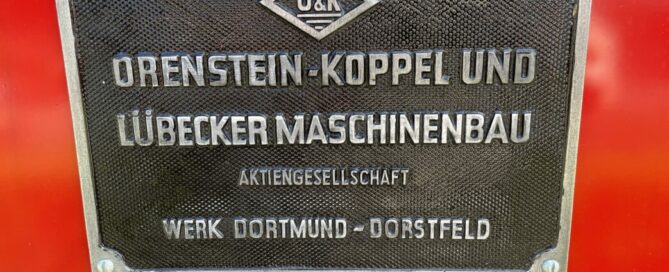 O&K
ORENSTEIN-KOPPEL UND
LÜBECKER MASCHINENBAU
AKTIENGESELLSCHAFT
WERK DORTMUND-DORSTFELD